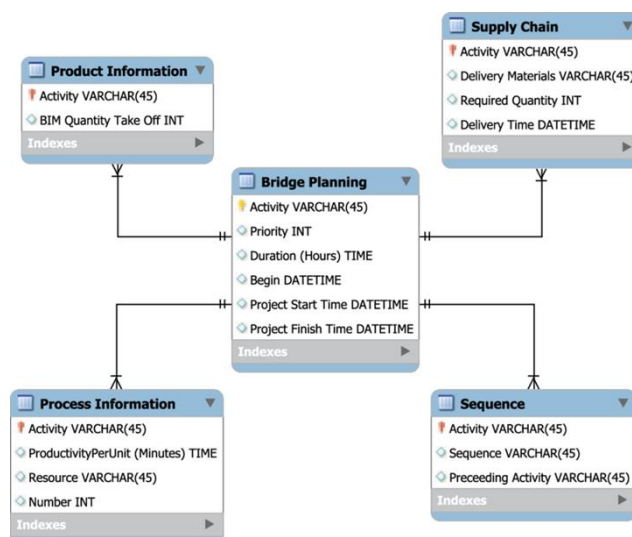 Supply Chain
Activity VARCHAR(45)
Delivery Materials VARCHAR(45)
Required Quantity INT
Delivery Time DATETIME
Indexes
Product Information
Activity VARCHAR(45)
BIM Quantity Take Off INT
Indexes
Bridge Planning
Activity VARCHAR(45)
Priority INT
Duration (Hours) TIME
Begin DATETIME
Project Start Time DATETIME
Project Finish Time DATETIME
Indexes
Process Information
Activity VARCHAR(45)
ProductivityPerUnit (Minutes) TIME
Resource VARCHAR(45)
Number INT
Indexes
Sequence
Activity VARCHAR(45)
Sequence VARCHAR(45)
Preceeding Activity VARCHAR(45)
Indexes